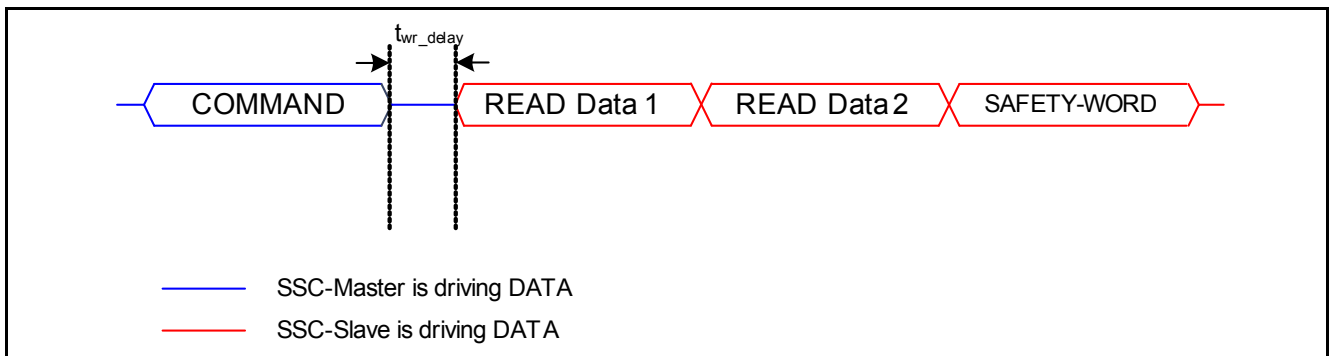 twr_delay
COMMAND READ Data 1 READ Data 2 SAFETY-WORD
SSC-Master is driving DATA
SSC-Slave is driving DATA